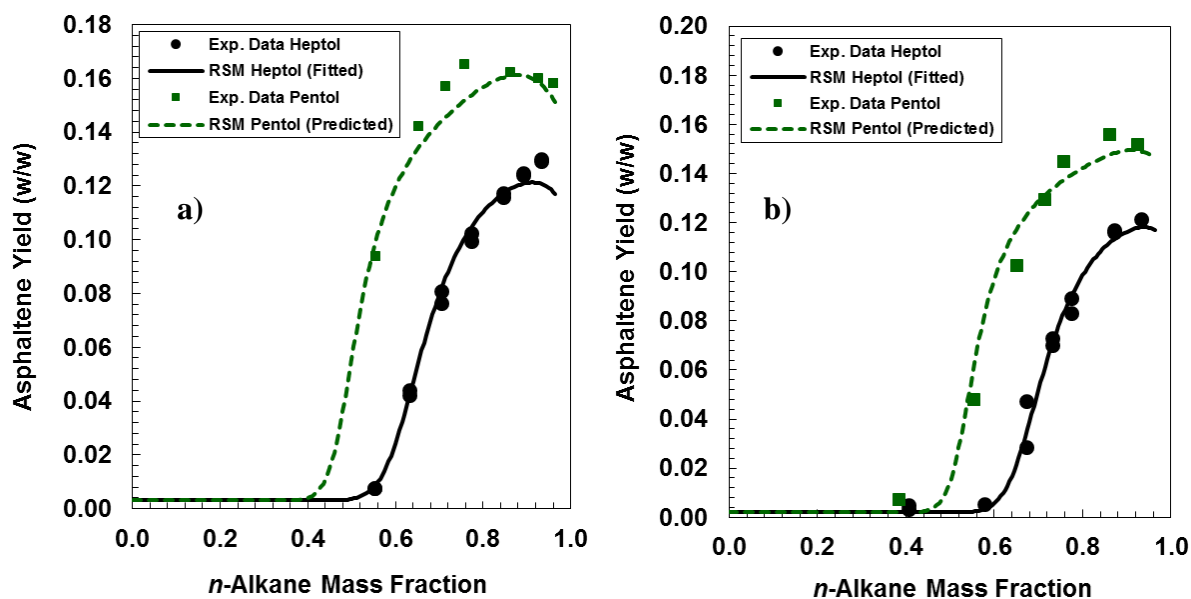 0.18
0.16
0.14
0.12
0.10
0.08
0.06
0.04
0.02
0.00
Asphaltene Yield (w/w)
Exp. Data Heptol
RSM Heptol (Fitted)
Exp. Data Pentol
RSM Pentol (Predicted)
a)
0.0 0.2 0.4 0.6 0.8 1.0
n-Alkane Mass Fraction
0.20
0.18
0.16
0.14
0.12
0.10
0.08
0.06
0.04
0.02
0.00
Asphaltene Yield (w/w)
Exp. Data Heptol
RSM Heptol (Fitted)
Exp. Data Pentol
RSM Pentol (Predicted)
b)
0.0 0.2 0.4 0.6 0.8 1.0
n-Alkane Mass Fraction